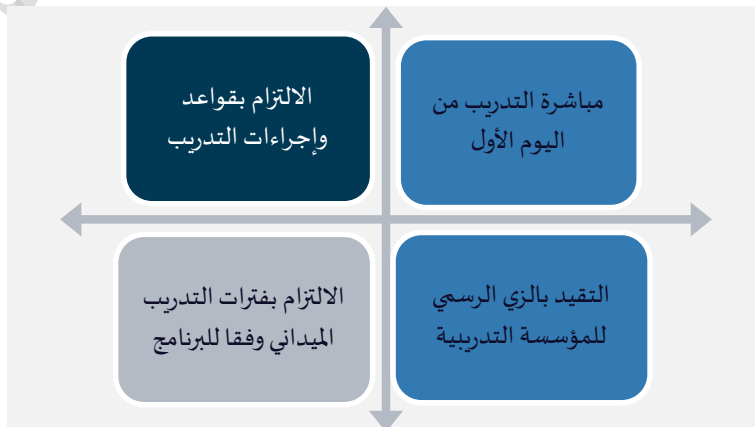 مباشرة التدريب من
اليوم الأول
الالتزام بقواعد
وإجراءات التدريب
التقيد بالزي الرسمي
للمؤسسة التدريبية
الالتزام بفترات التدريب
الميداني وفقا للبرنامج